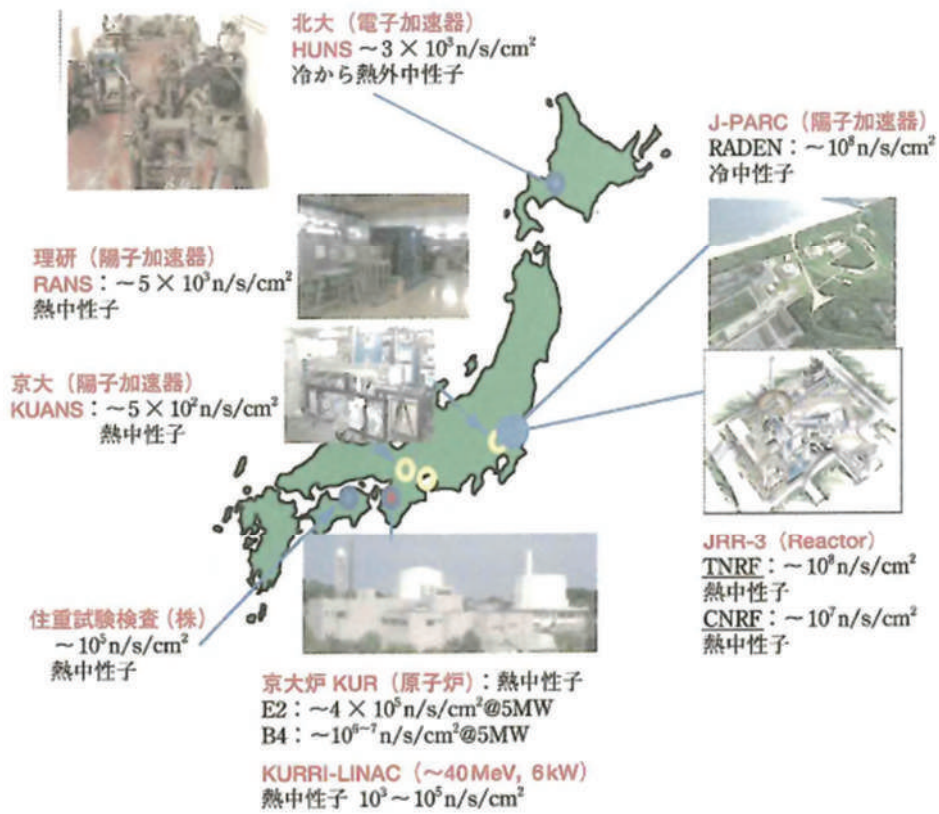 北大（電子加速器）
HUNS ～3 × 10³n/s/cm²
冷から熱外中性子
J-PARC（陽子加速器）
RADEN：～10⁸n/s/cm²
冷中性子
理研（陽子加速器）
RANS：～5 × 10³n/s/cm²
熱中性子
京大（陽子加速器）
KUANS：～5 × 10²n/s/cm²
熱中性子
JRR-3（Reactor）
TNRF：～10⁸n/s/cm²
熱中性子
CNRF：～10⁷n/s/cm²
熱中性子
住重試験検査（株）
～10⁵n/s/cm²
熱中性子
京大炉 KUR（原子炉）：熱中性子
E2：～4 × 10⁵n/s/cm²@5MW
B4：～10⁶⁻⁷n/s/cm²@5MW
KURRI-LINAC（～40MeV, 6kW）
熱中性子 10³～10⁵n/s/cm²